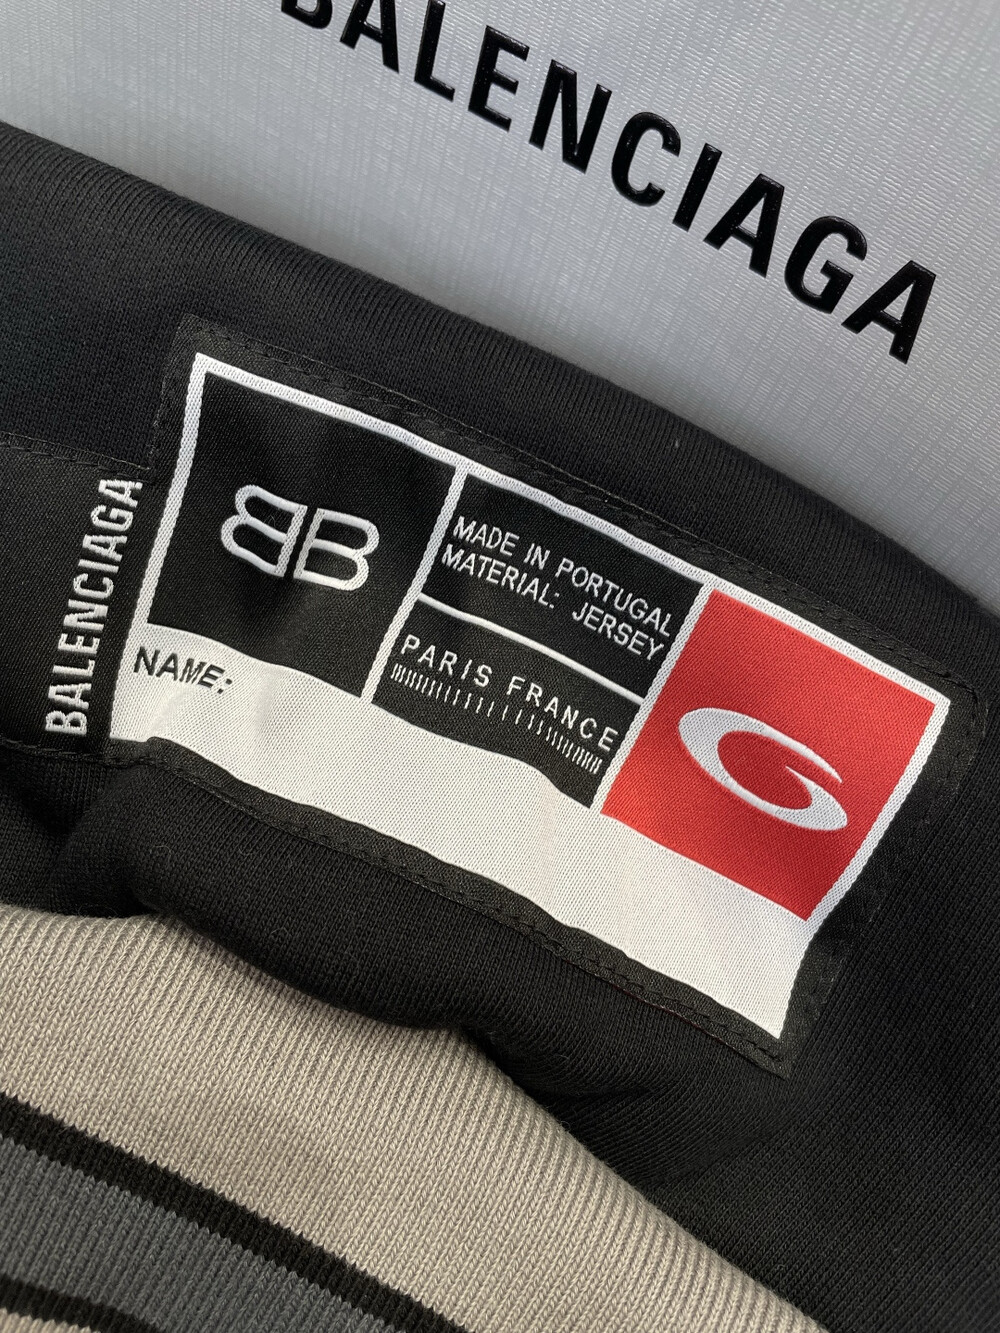 BALENCIAGA
BALENCIAGA
BB
MADE IN PORTUGAL
MATERIAL: JERSEY
PARIS FRANCE
NAME: